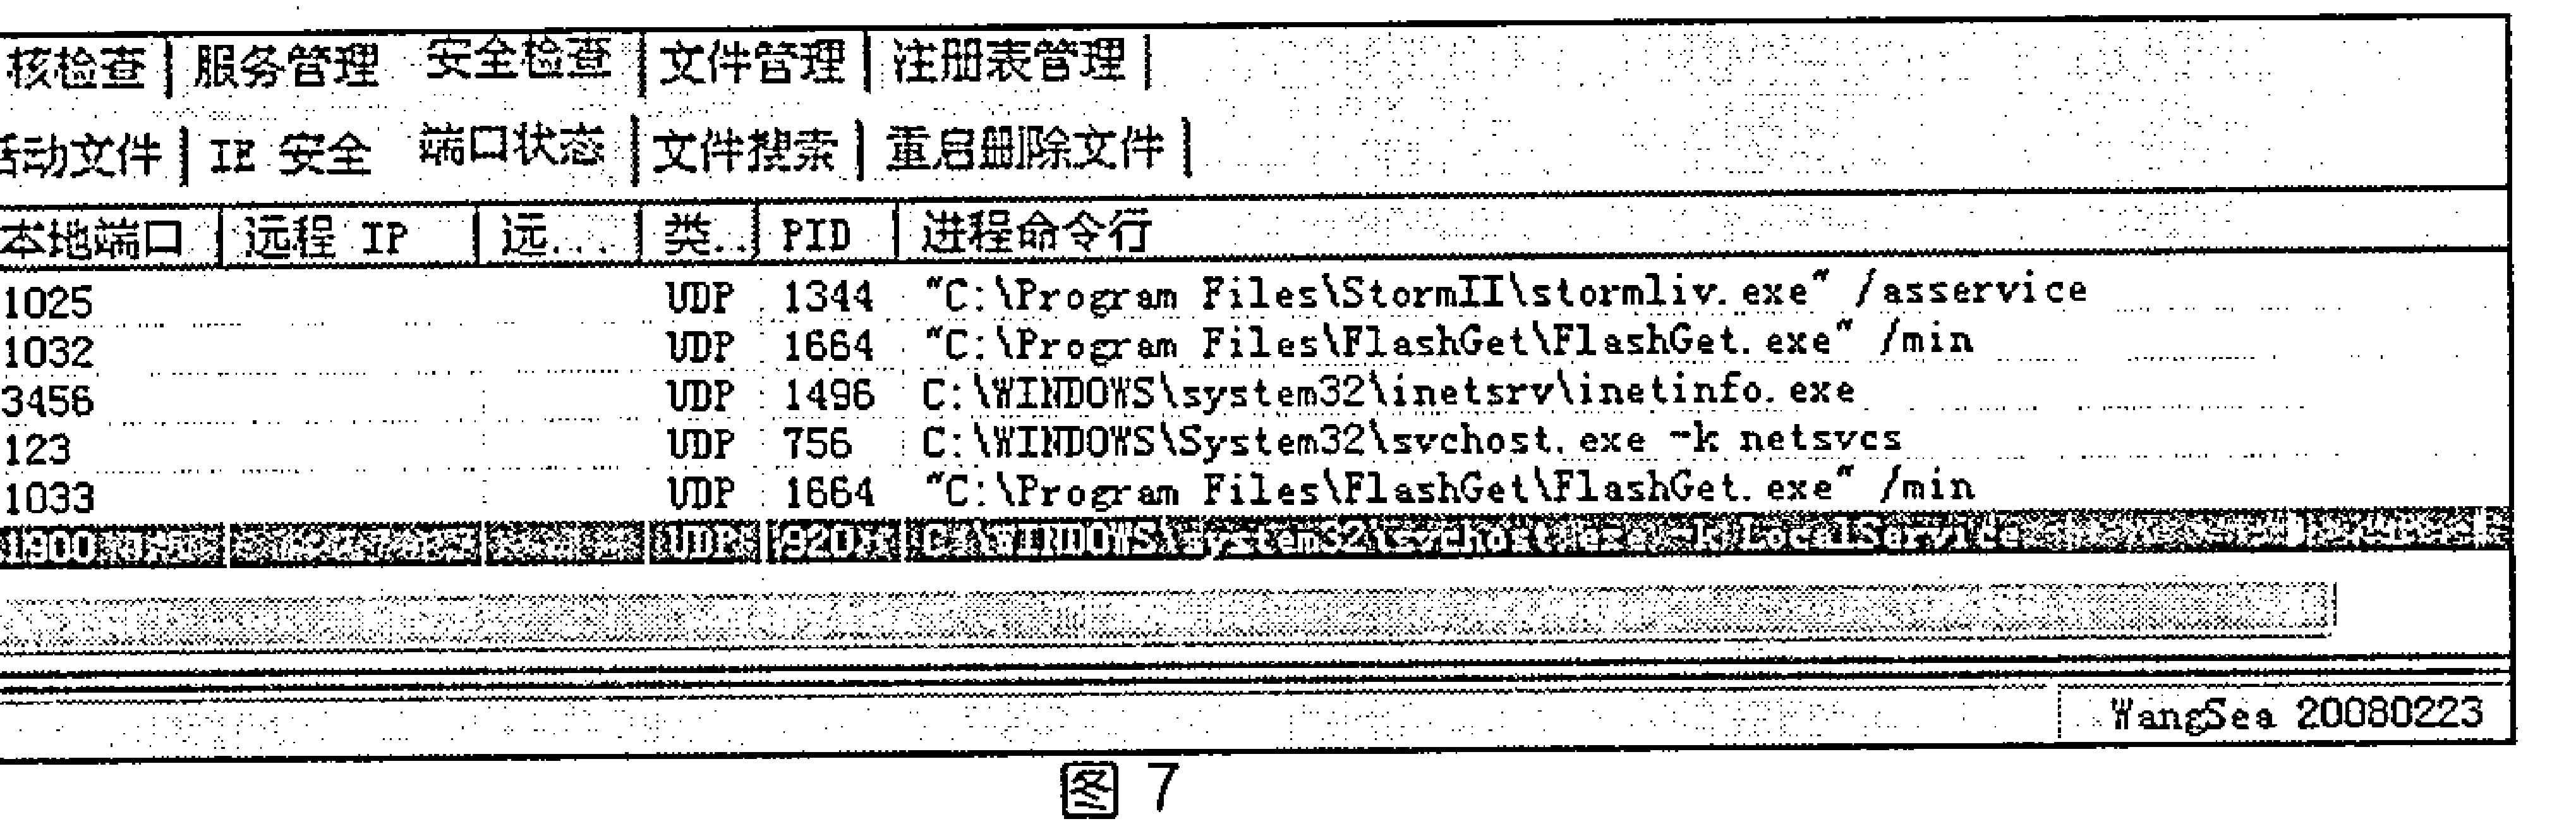 核检查 服务管理 安全检查 文件管理 注册表管理
活动文件 IE 安全 端口状态 文件搜索 重启删除文件
本地端口 远程 IP 远... 类... PID 进程命令行
1025 UDP 1344 "C:\Program Files\StormII\stormliv.exe" /asservice
1032 UDP 1664 "C:\Program Files\FlashGet\FlashGet.exe" /min
3456 UDP 1496 C:\WINDOWS\system32\inetsrv\inetinfo.exe
123 UDP 756 C:\WINDOWS\System32\svchost.exe -k netsvcs
1033 UDP 1664 "C:\Program Files\FlashGet\FlashGet.exe" /min
1900 UDP 920 C:\WINDOWS\system32\svchost.exe -k LocalService
WangSea 20080223
图 7